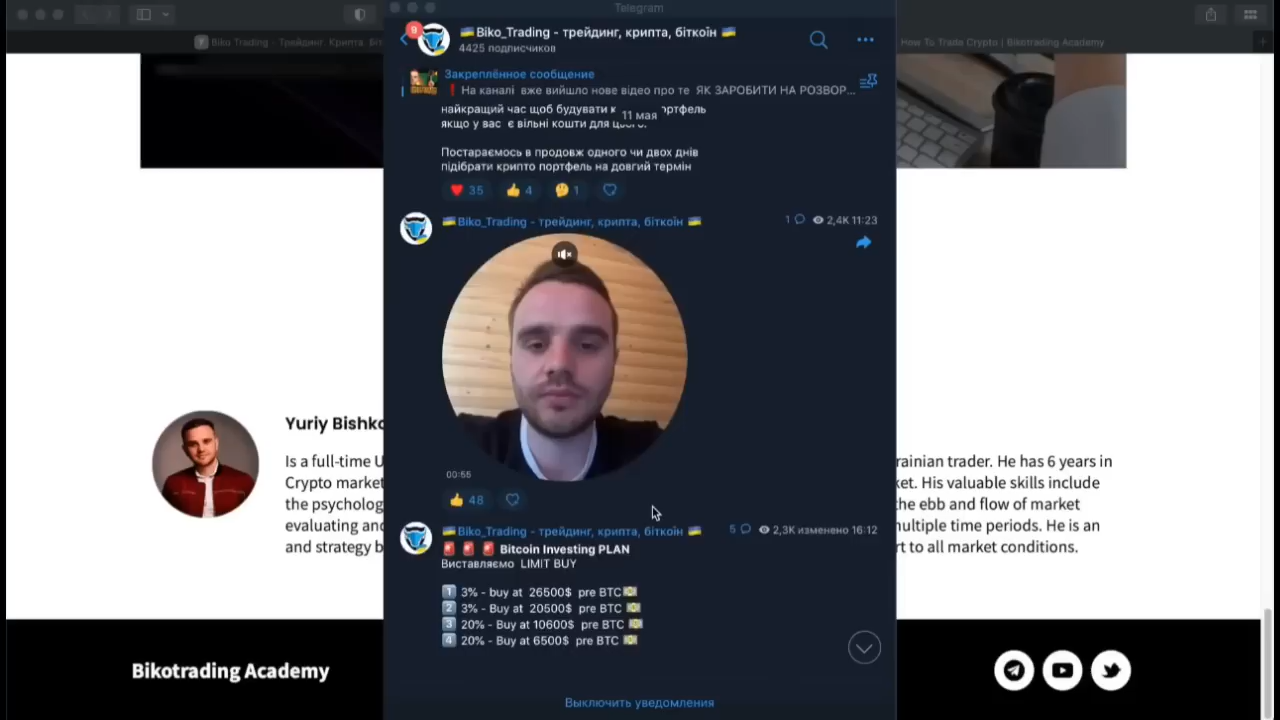 Telegram
Biko Trading - Трейдинг, Крипта, біт
How To Trade Crypto | Bikotrading Academy
9
Biko_Trading - трейдинг, крипта, біткоїн
4425 подписчиков
Закреплённое сообщение
❗ На каналі вже вийшло нове відео про те ЯК ЗАРОБИТИ НА РОЗВОР...
найкращий час щоб будувати к
ортфель
11 мая
якщо у вас є вільні кошти для цього.
Постараємось в продовж одного чи двох днів
підібрати крипто портфель на довгий термін
35 4 1
Biko_Trading - трейдинг, крипта, біткоїн
1 2,4K 11:23
00:55
48
Biko_Trading - трейдинг, крипта, біткоїн
5 2,3K изменено 16:12
Bitcoin Investing PLAN
Виставляємо LIMIT BUY
1 3% - buy at 26500$ pre BTC
2 3% - Buy at 20500$ pre BTC
3 20% - Buy at 10600$ pre BTC
4 20% - Buy at 6500$ pre BTC
Выключить уведомления
Yuriy Bishko
Is a full-time U
rainian trader. He has 6 years in
Crypto marke
ket. His valuable skills include
the psycholog
the ebb and flow of market
evaluating an
multiple time periods. He is an
and strategy b
rt to all market conditions.
Bikotrading Academy